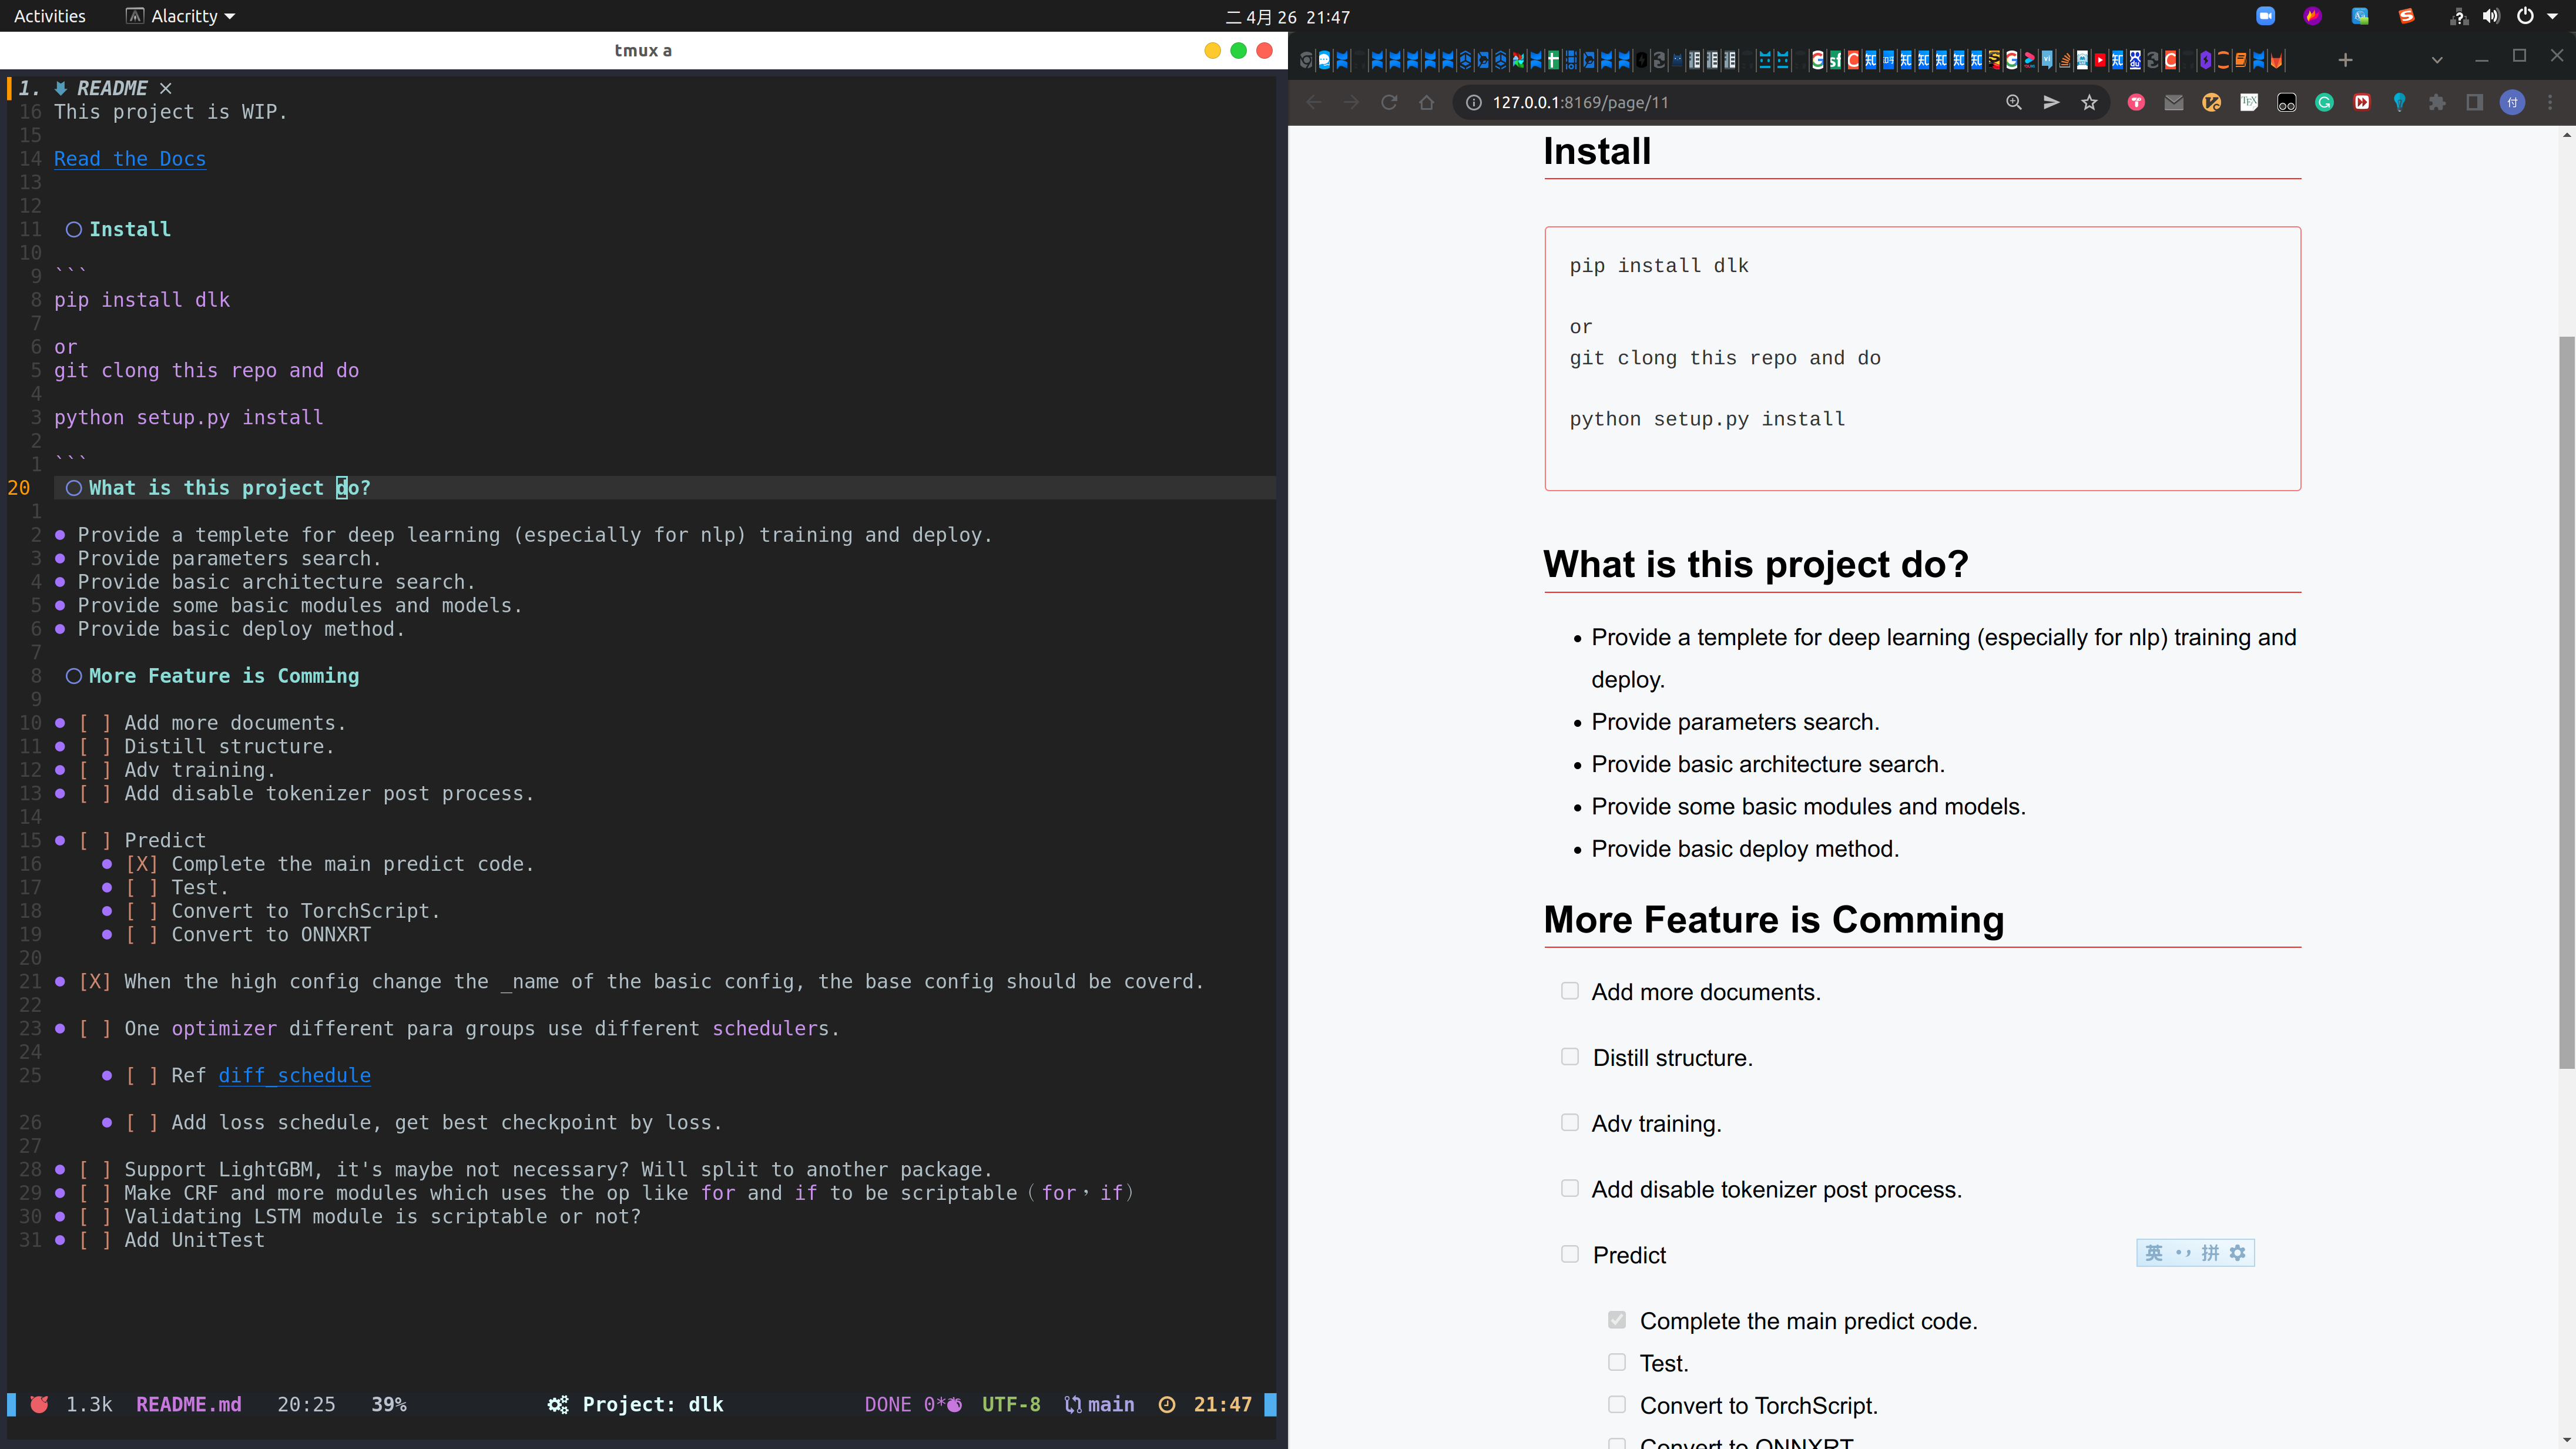 Activities
Alacritty
二 4月 26 21:47
tmux a
1. README ×
16 This project is WIP.
15
14 Read the Docs
13
12
11 Install
10
9 ```
8 pip install dlk
7
6 or
5 git clong this repo and do
4
3 python setup.py install
2
1 ```
20 What is this project do?
1
2 Provide a templete for deep learning (especially for nlp) training and deploy.
3 Provide parameters search.
4 Provide basic architecture search.
5 Provide some basic modules and models.
6 Provide basic deploy method.
7
8 More Feature is Comming
9
10 [ ] Add more documents.
11 [ ] Distill structure.
12 [ ] Adv training.
13 [ ] Add disable tokenizer post process.
14
15 [ ] Predict
16 [X] Complete the main predict code.
17 [ ] Test.
18 [ ] Convert to TorchScript.
19 [ ] Convert to ONNXRT
20
21 [X] When the high config change the _name of the basic config, the base config should be coverd.
22
23 [ ] One optimizer different para groups use different schedulers.
24
25 [ ] Ref diff_schedule
26 [ ] Add loss schedule, get best checkpoint by loss.
27
28 [ ] Support LightGBM, it's maybe not necessary? Will split to another package.
29 [ ] Make CRF and more modules which uses the op like for and if to be scriptable（for，if）
30 [ ] Validating LSTM module is scriptable or not?
31 [ ] Add UnitTest
1.3k README.md 20:25 39% Project: dlk DONE 0* UTF-8 main 21:47
127.0.0.1:8169/page/11
付
Install
pip install dlk
or
git clong this repo and do
python setup.py install
What is this project do?
Provide a templete for deep learning (especially for nlp) training and
deploy.
Provide parameters search.
Provide basic architecture search.
Provide some basic modules and models.
Provide basic deploy method.
More Feature is Comming
Add more documents.
Distill structure.
Adv training.
Add disable tokenizer post process.
Predict
英 拼
Complete the main predict code.
Test.
Convert to TorchScript.
Convert to ONNXRT